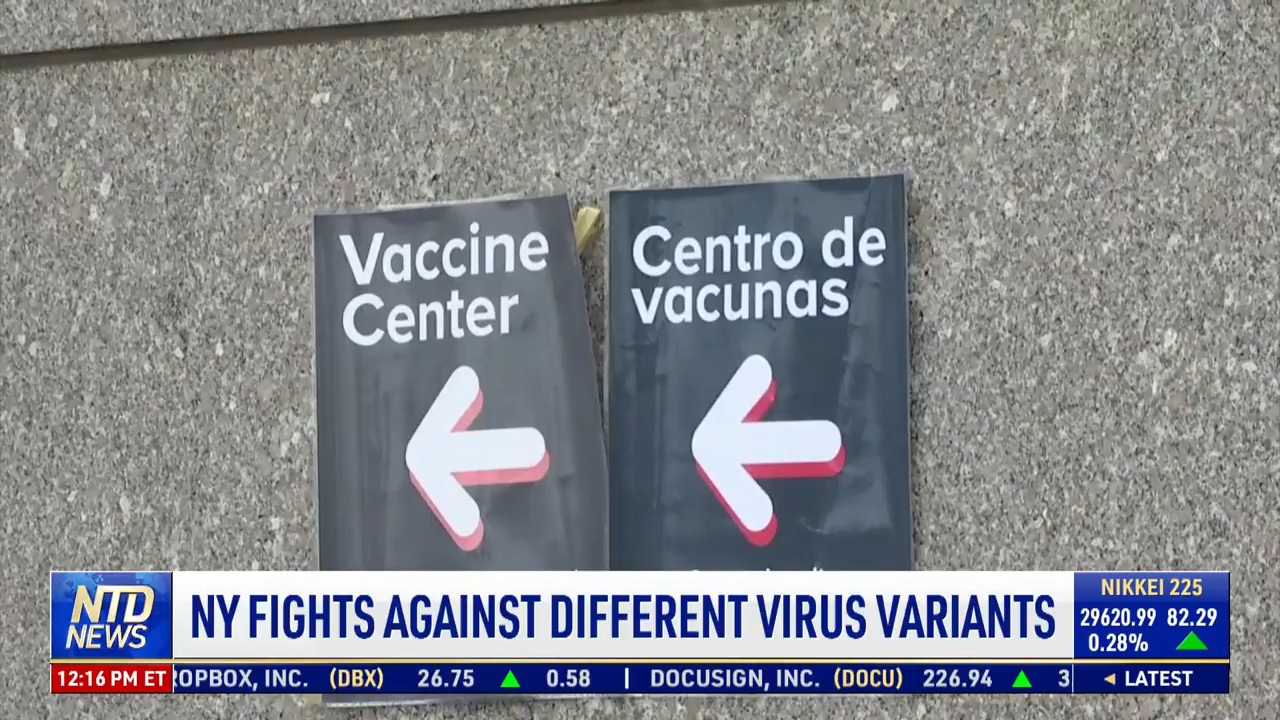 Vaccine
Center
Centro de
vacunas
NTD
NEWS
NY FIGHTS AGAINST DIFFERENT VIRUS VARIANTS
NIKKEI 225
29620.99 82.29
0.28%
12:16 PM ET
ROPBOX, INC. (DBX) 26.75 ▲ 0.58 | DOCUSIGN, INC. (DOCU) 226.94 ▲ 3
◄ LATEST